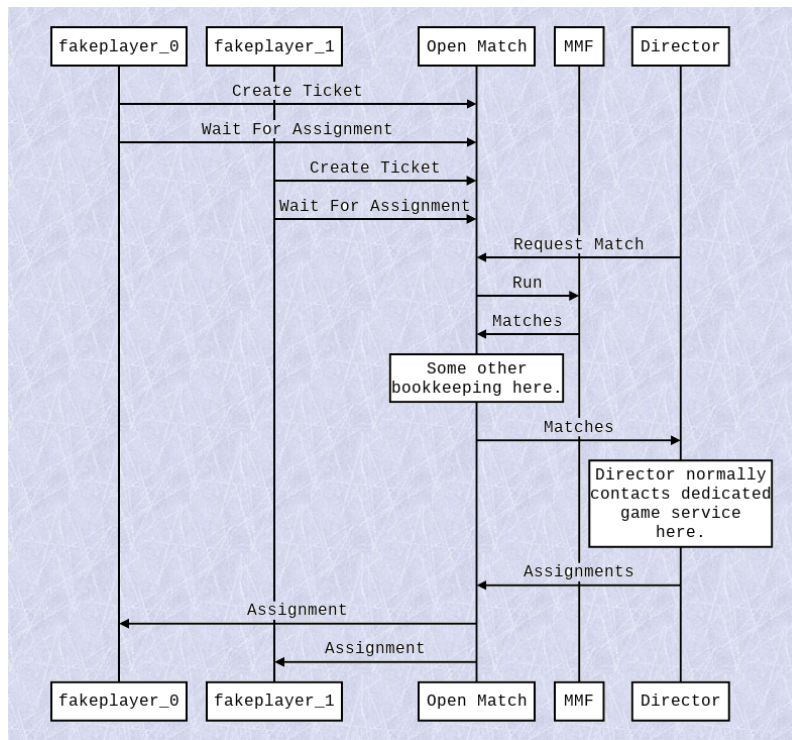 fakeplayer_0
fakeplayer_1
Open Match
MMF
Director
Create Ticket
Wait For Assignment
Create Ticket
Wait For Assignment
Request Match
Run
Matches
Some other
bookkeeping here.
Matches
Director normally
contacts dedicated
game service
here.
Assignments
Assignment
Assignment
fakeplayer_0
fakeplayer_1
Open Match
MMF
Director